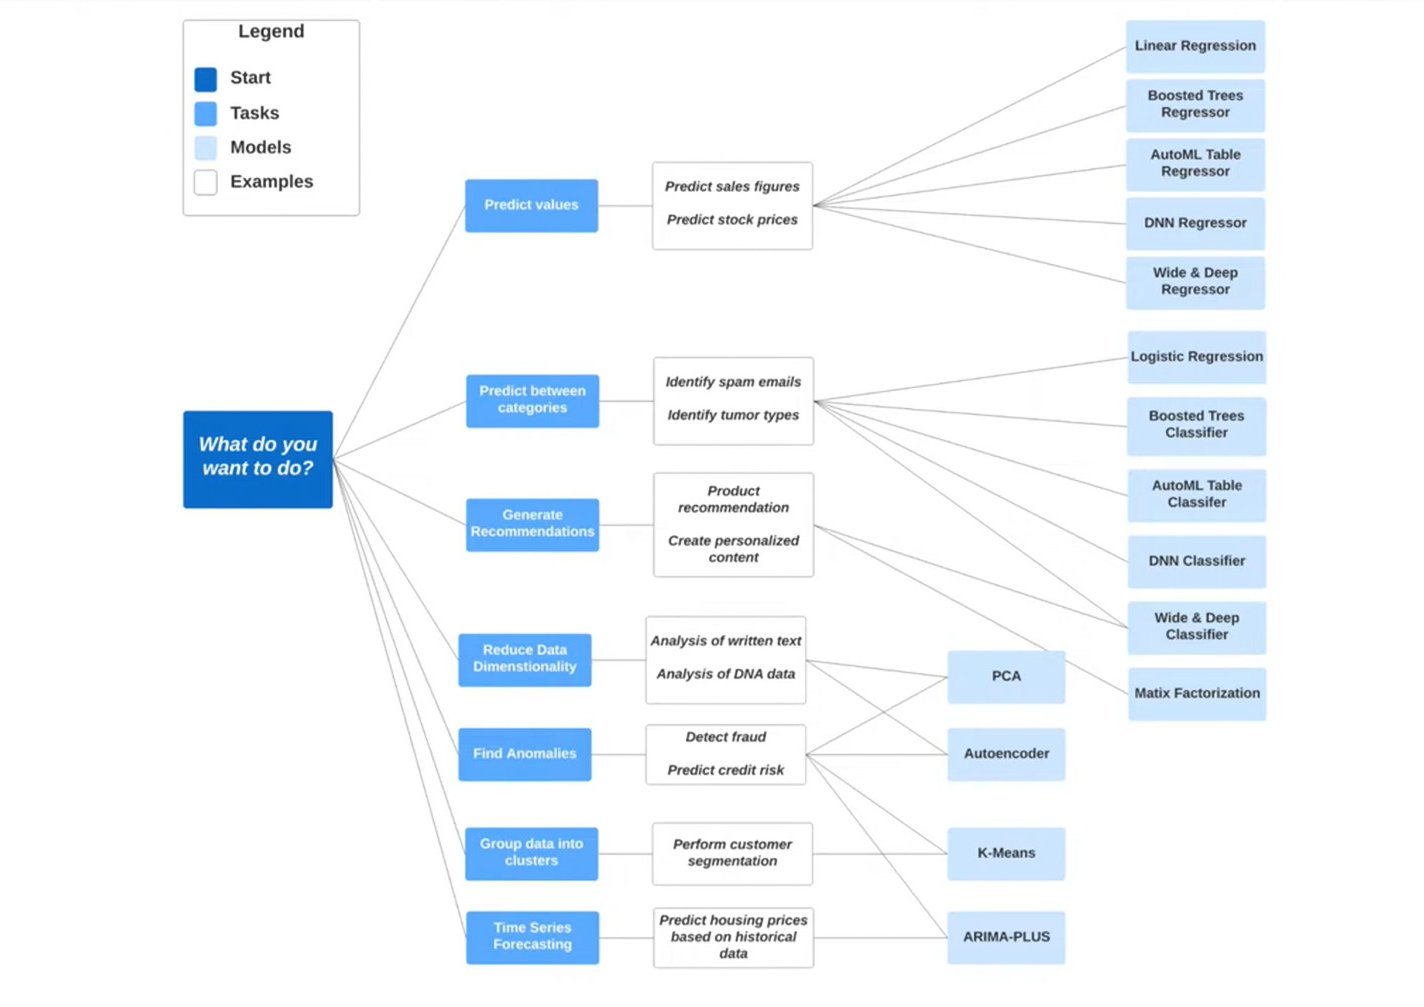 Legend
Start
Tasks
Models
Examples
What do you
want to do?
Predict values
Predict sales figures
Predict stock prices
Linear Regression
Boosted Trees
Regressor
AutoML Table
Regressor
DNN Regressor
Wide & Deep
Regressor
Predict between
categories
Identify spam emails
Identify tumor types
Logistic Regression
Boosted Trees
Classifier
AutoML Table
Classifer
DNN Classifier
Wide & Deep
Classifier
Generate
Recommendations
Product
recommendation
Create personalized
content
Matix Factorization
Reduce Data
Dimenstionality
Analysis of written text
Analysis of DNA data
PCA
Find Anomalies
Detect fraud
Predict credit risk
Autoencoder
Group data into
clusters
Perform customer
segmentation
K-Means
Time Series
Forecasting
Predict housing prices
based on historical
data
ARIMA-PLUS